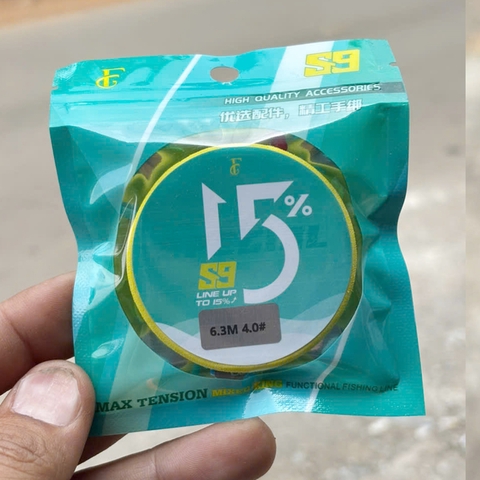 S9
HIGH QUALITY ACCESSORIES
优选配件，精工手绑
15%
S9
LINE UP
TO 15%
6.3M 4.0#
MAX TENSION
FUNCTIONAL FISHING LINE